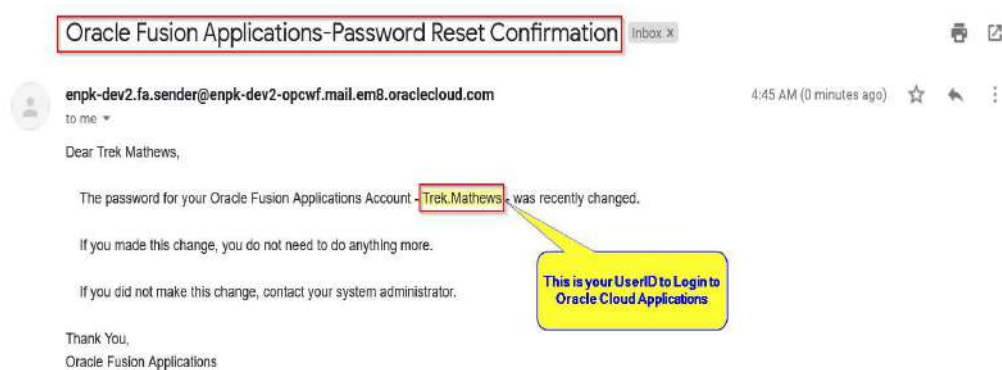 Oracle Fusion Applications-Password Reset Confirmation Inbox x
enpk-dev2.fa.sender@enpk-dev2-opcwf.mail.em8.oraclecloud.com 4:45 AM (0 minutes ago)
to me
Dear Trek Mathews,
The password for your Oracle Fusion Applications Account - Trek.Mathews - was recently changed.
If you made this change, you do not need to do anything more.
This is your UserID to Login to
Oracle Cloud Applications
If you did not make this change, contact your system administrator.
Thank You,
Oracle Fusion Applications